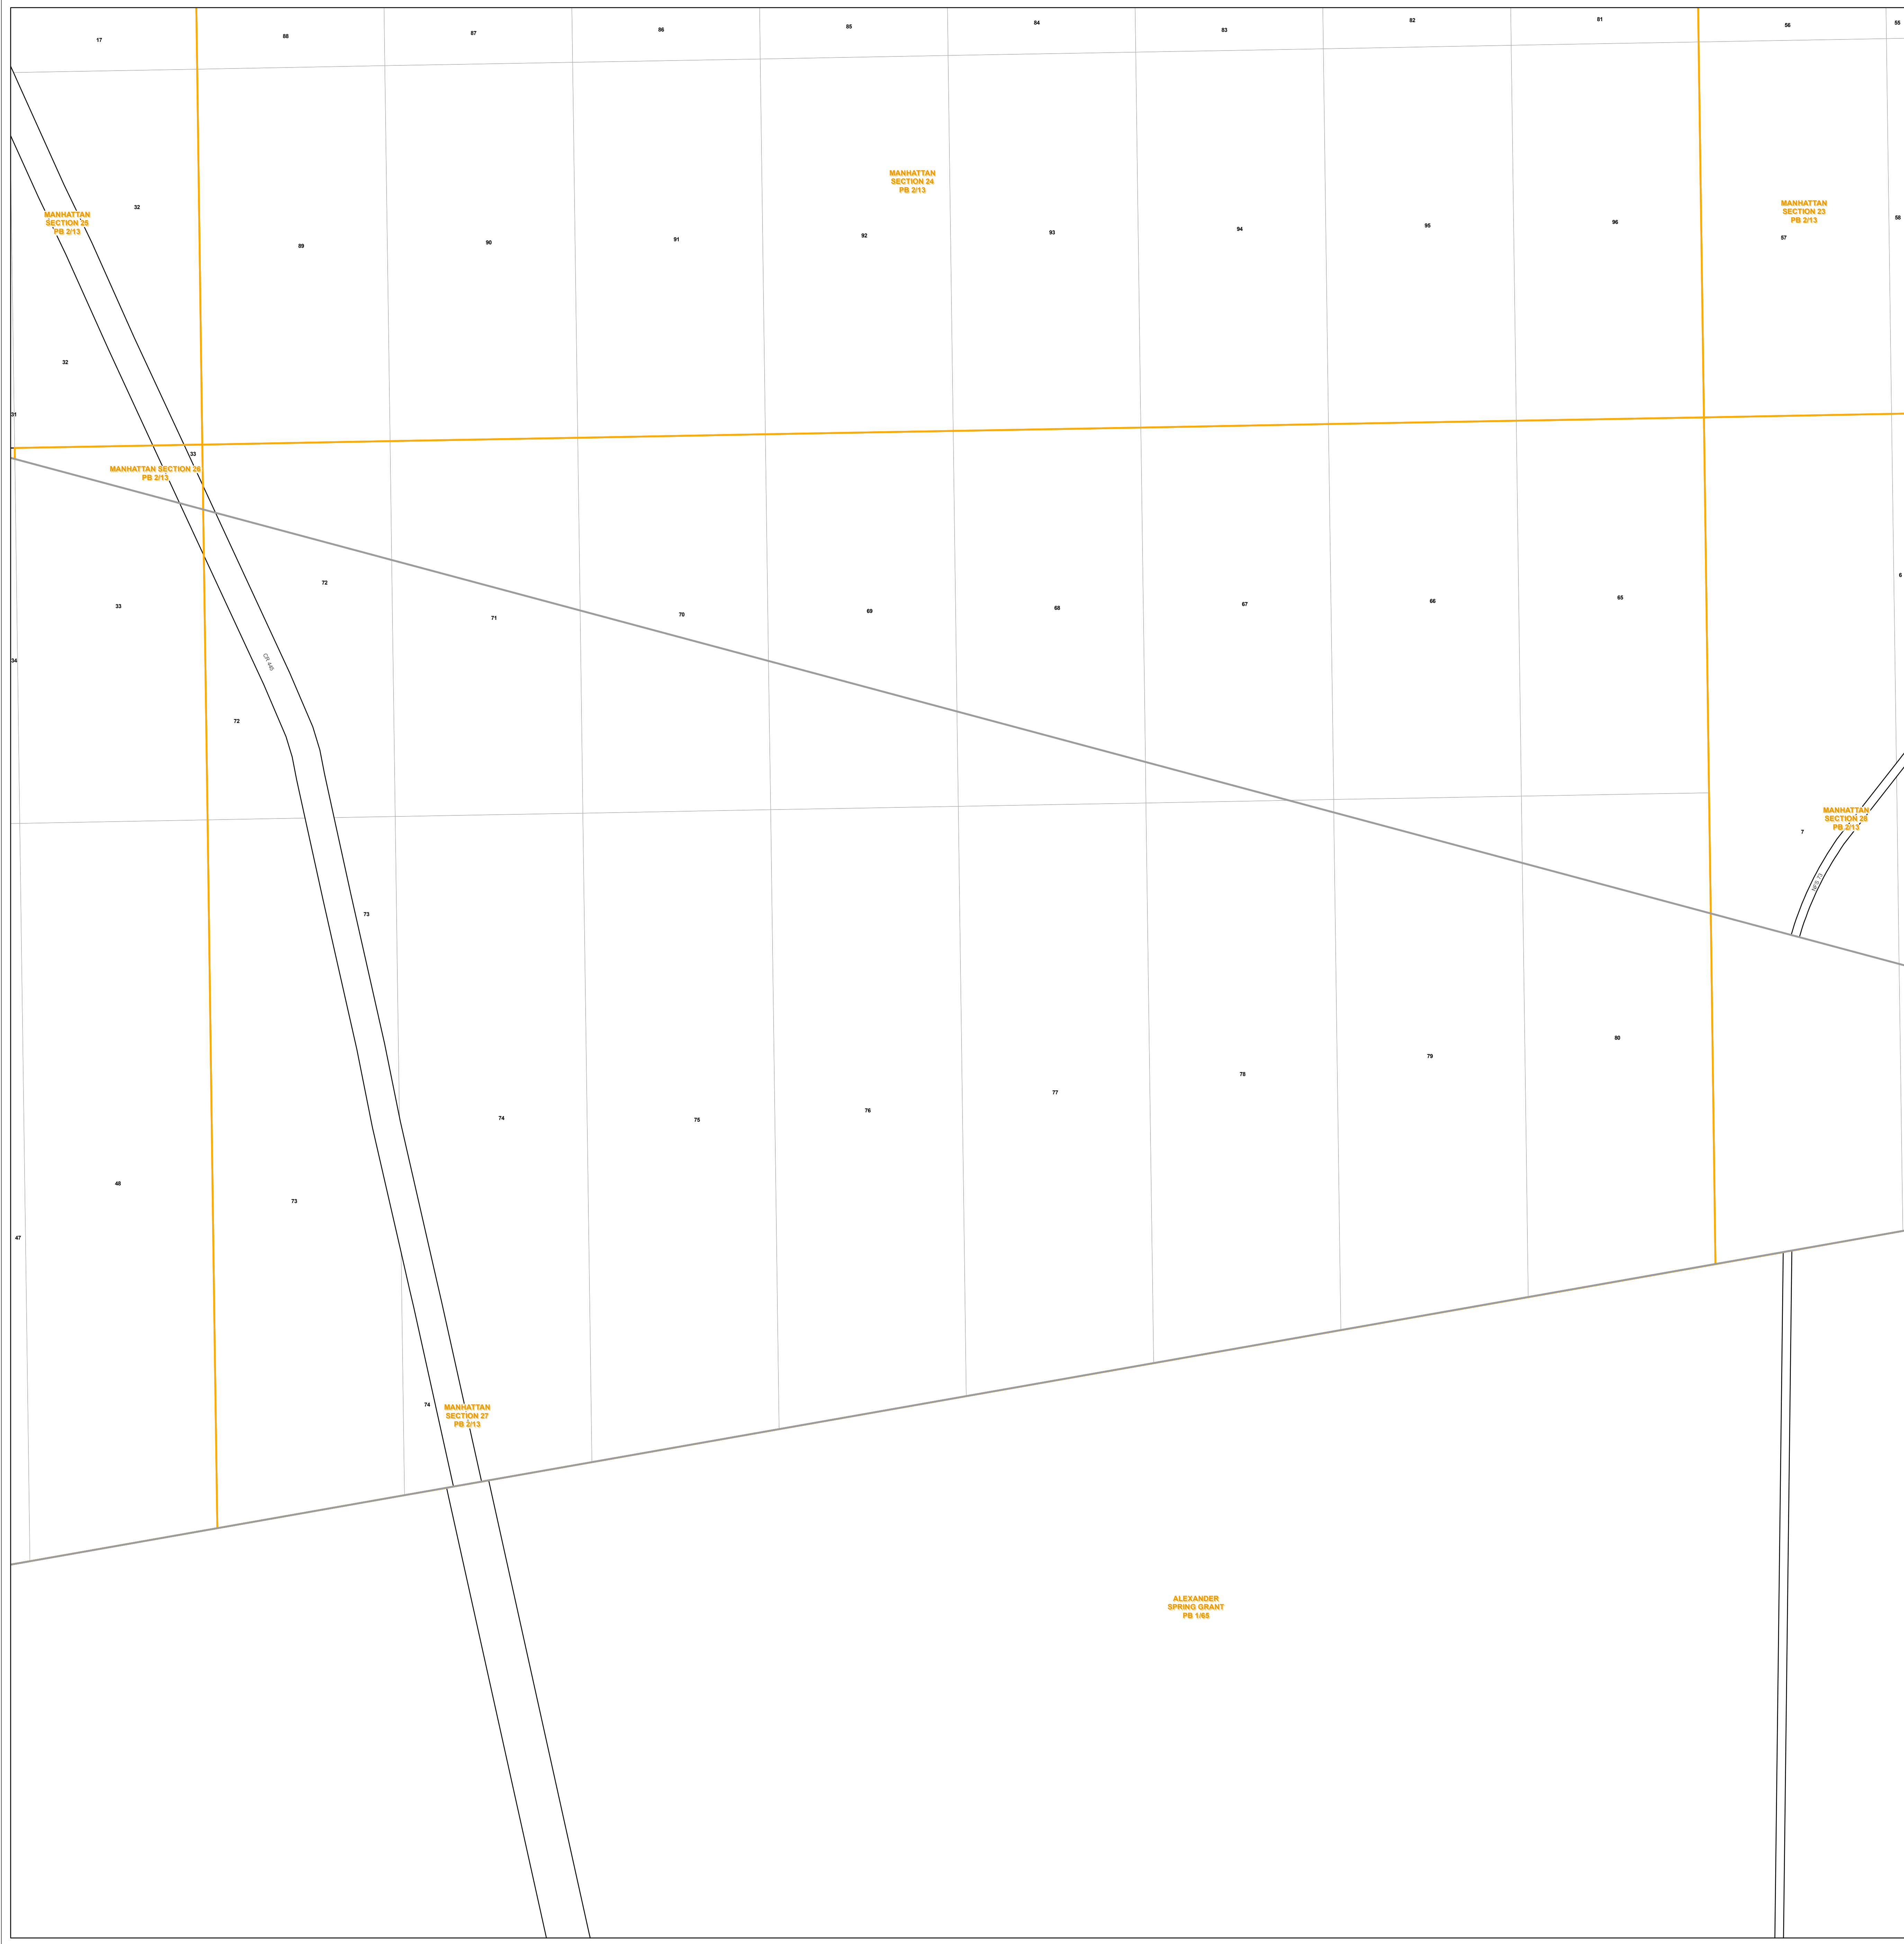 17
88
87
86
85
84
83
82
81
56
55
MANHATTAN
SECTION 24
PB 2/13
MANHATTAN
SECTION 23
PB 2/13
MANHATTAN
SECTION 25
PB 2/13
32
89
90
91
92
93
94
95
96
57
58
32
31
33
MANHATTAN SECTION 26
PB 2/13
33
72
71
70
69
68
67
66
65
6
34
CR 445
72
MANHATTAN
SECTION 28
PB 2/13
7
NFS 73
73
74
75
76
77
78
79
80
48
73
47
74
MANHATTAN
SECTION 27
PB 2/13
ALEXANDER
SPRING GRANT
PB 1/65